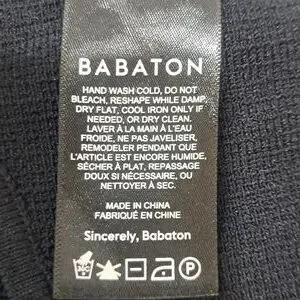 BABATON
HAND WASH COLD, DO NOT
BLEACH, RESHAPE WHILE DAMP,
DRY FLAT, COOL IRON ONLY IF
NEEDED, OR DRY CLEAN.
LAVER À LA MAIN À L'EAU
FROIDE, NE PAS JAVELISER,
REMODELER PENDANT QUE
L'ARTICLE EST ENCORE HUMIDE,
SÉCHER À PLAT, REPASSAGE
DOUX SI NÉCESSAIRE, OU
NETTOYER À SEC.
MADE IN CHINA
FABRIQUÉ EN CHINE
Sincerely, Babaton
P